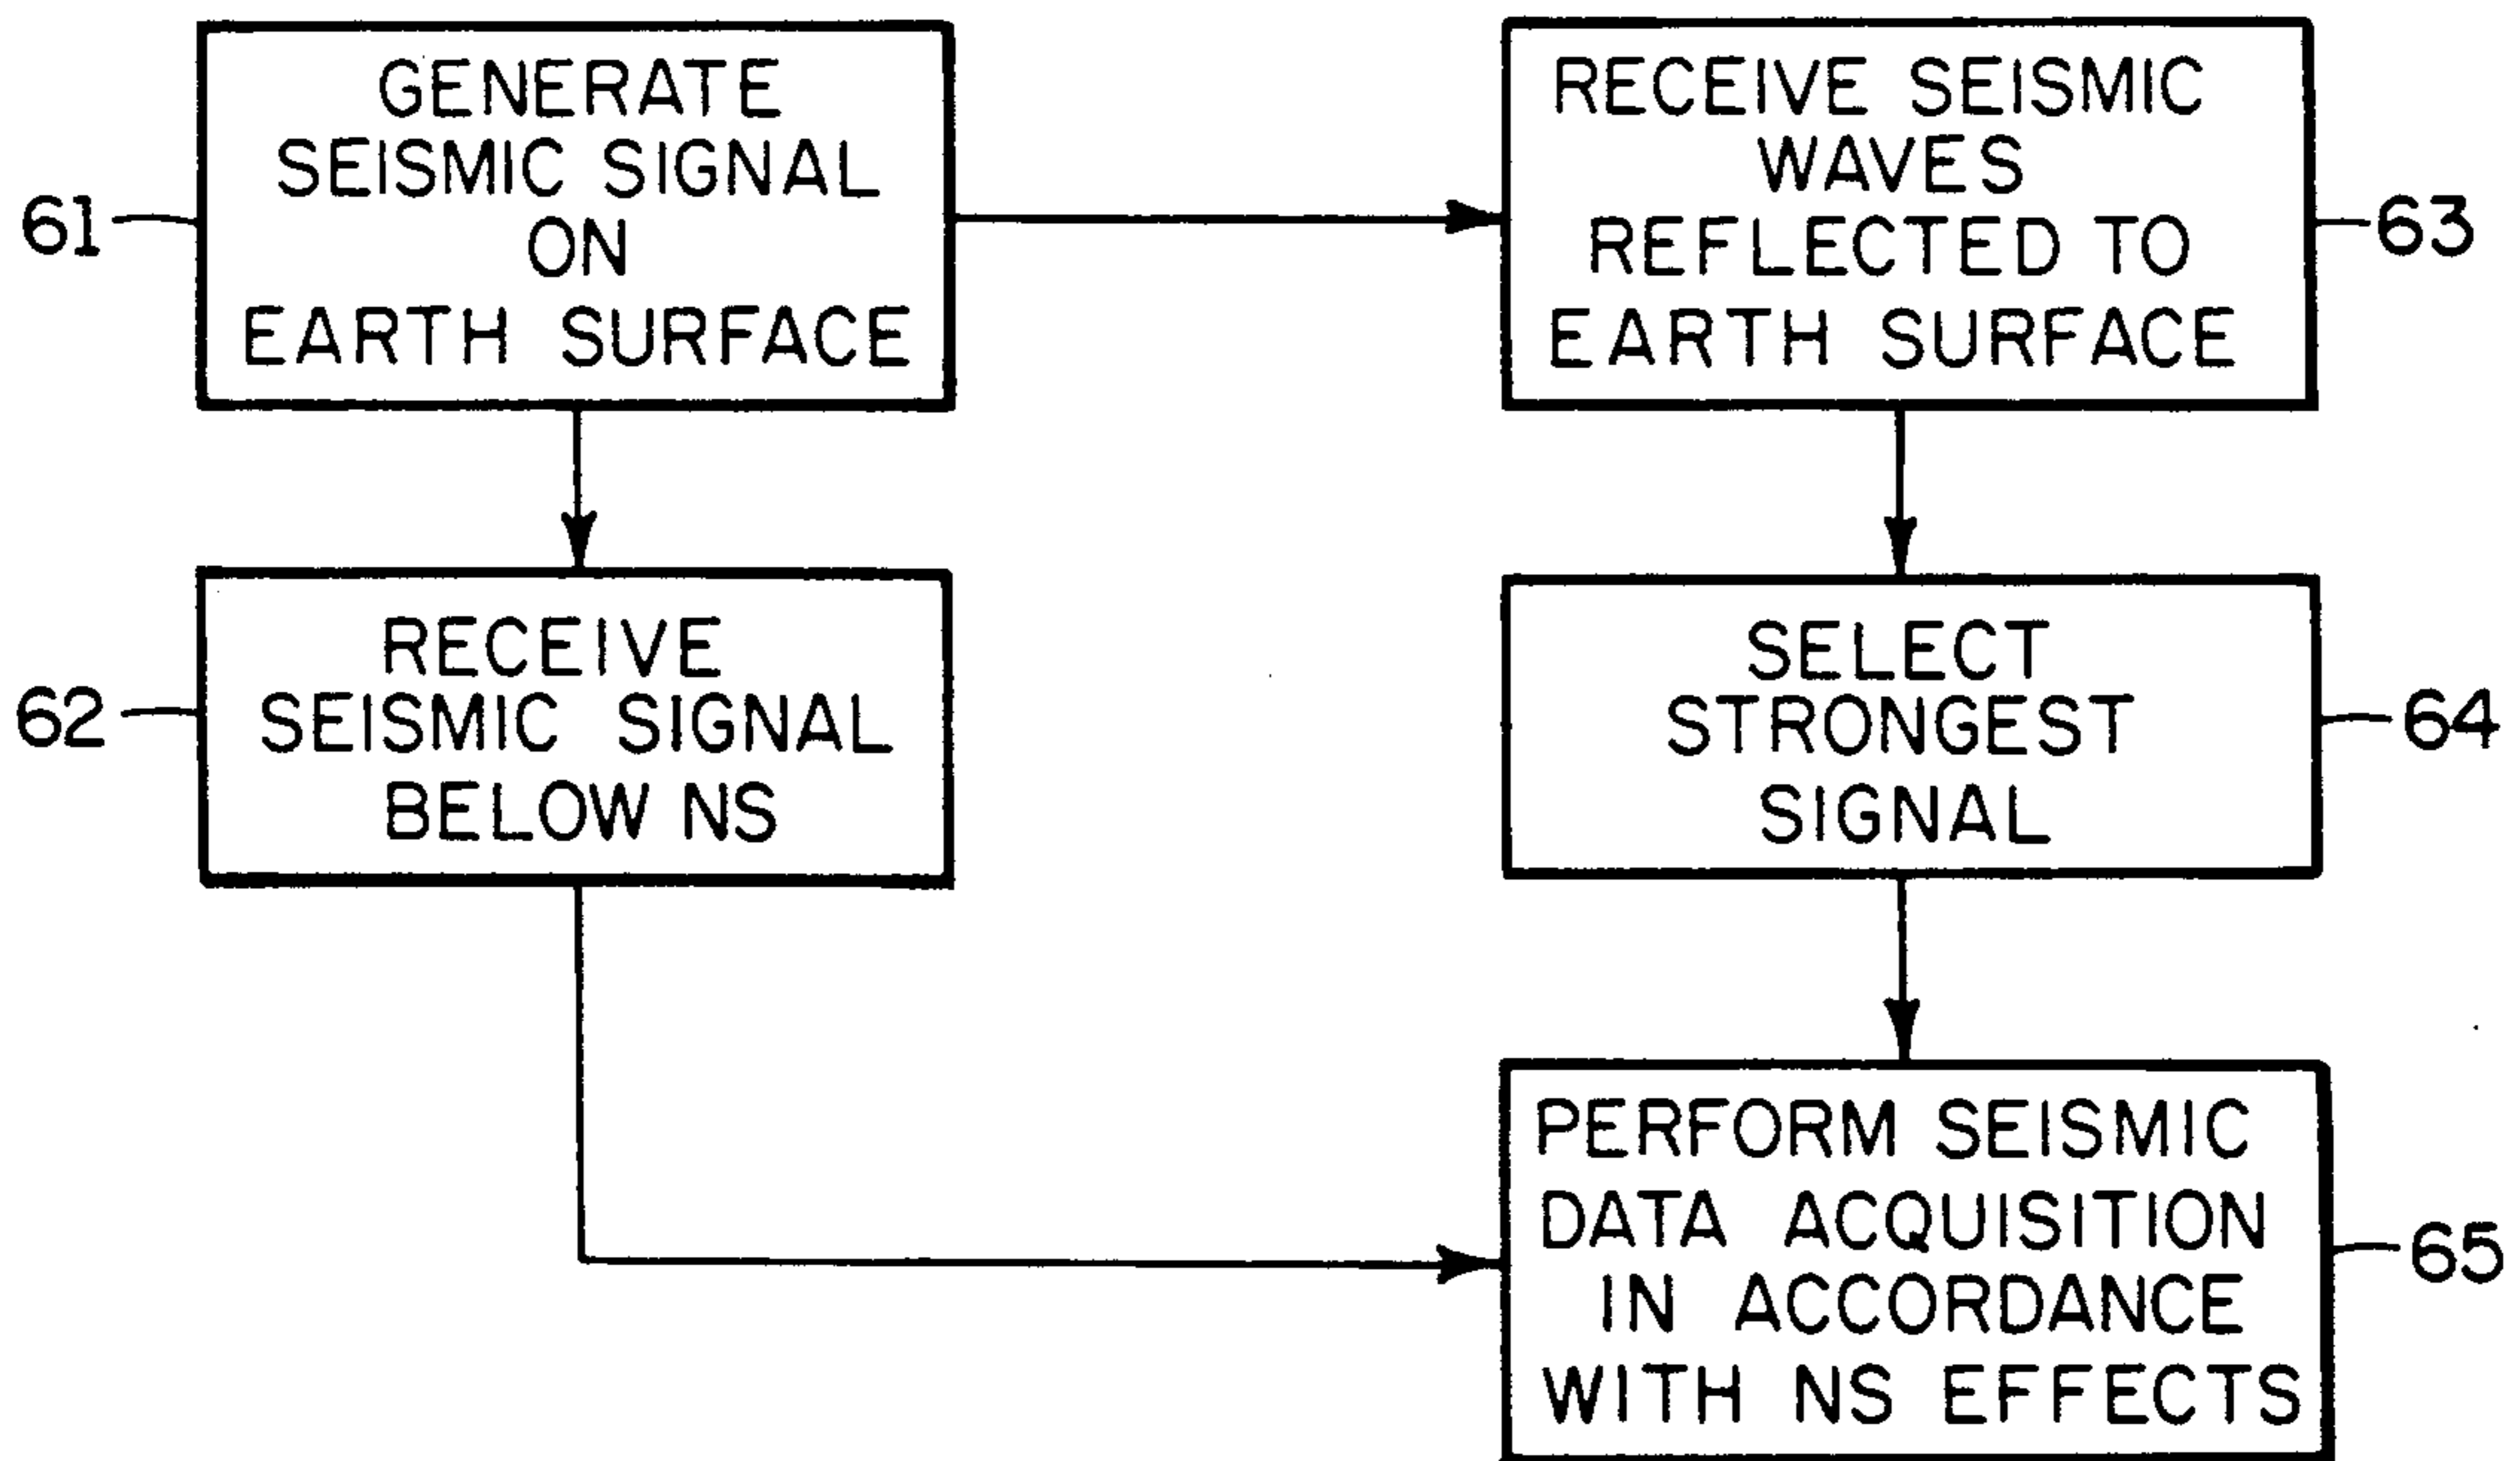 GENERATE
SEISMIC SIGNAL
ON
EARTH SURFACE
61
RECEIVE SEISMIC
WAVES
REFLECTED TO
EARTH SURFACE
63
RECEIVE
SEISMIC SIGNAL
BELOW NS
62
SELECT
STRONGEST
SIGNAL
64
PERFORM SEISMIC
DATA ACQUISITION
IN ACCORDANCE
WITH NS EFFECTS
65